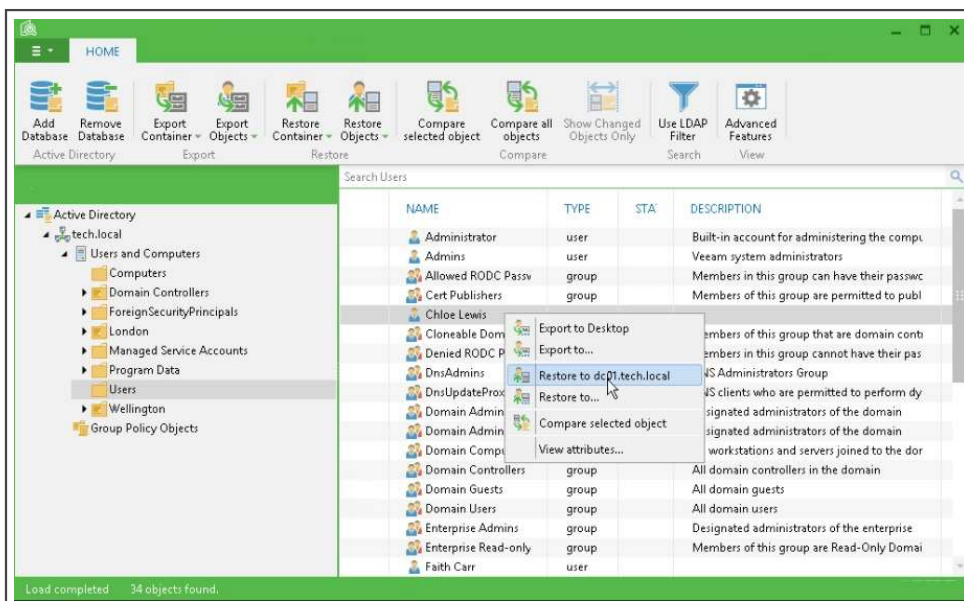 HOME
Add Database
Remove Database
Export Container
Export Objects
Restore Container
Restore Objects
Compare selected object
Compare all objects
Show Changed Objects Only
Use LDAP Filter
Advanced Features
Active Directory
Export
Restore
Compare
Search
View
Search Users
Active Directory
tech.local
Users and Computers
Computers
Domain Controllers
ForeignSecurityPrincipals
London
Managed Service Accounts
Program Data
Users
Wellington
Group Policy Objects
NAME TYPE STA DESCRIPTION
Administrator user Built-in account for administering the compu
Admins user Veeam system administrators
Allowed RODC Passw group Members in this group can have their passwc
Cert Publishers group Members of this group are permitted to publ
Chloe Lewis
Cloneable Dom embers of this group that are domain contr
Denied RODC P embers in this group cannot have their pas
DnsAdmins NS Administrators Group
DnsUpdateProx NS clients who are permitted to perform dy
Domain Admin signated administrators of the domain
Domain Admin signated administrators of the domain
Domain Compu workstations and servers joined to the dor
Domain Controllers group All domain controllers in the domain
Domain Guests group All domain guests
Domain Users group All domain users
Enterprise Admins group Designated administrators of the enterprise
Enterprise Read-only group Members of this group are Read-Only Domai
Faith Carr user
Export to Desktop
Export to...
Restore to dc01.tech.local
Restore to...
Compare selected object
View attributes...
Load completed 34 objects found.